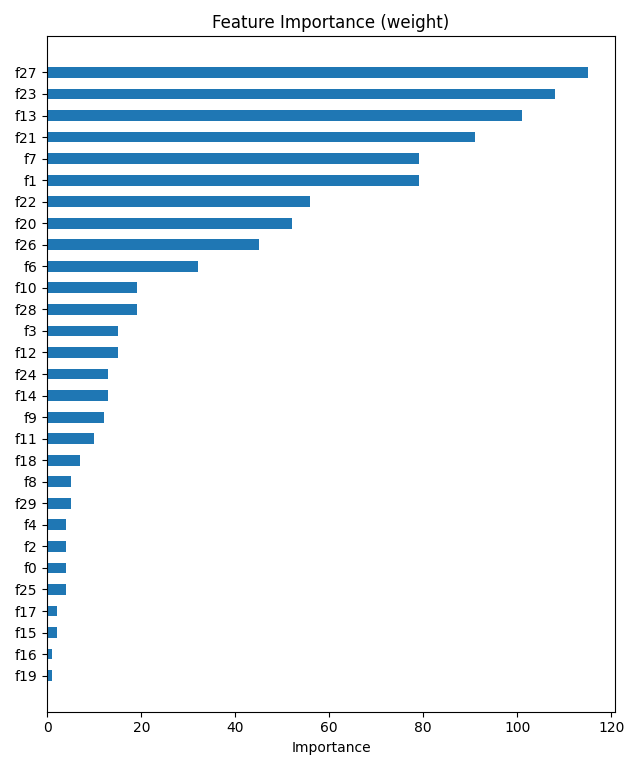 Feature Importance (weight)
f27
f23
f13
f21
f7
f1
f22
f20
f26
f6
f10
f28
f3
f12
f24
f14
f9
f11
f18
f8
f29
f4
f2
f0
f25
f17
f15
f16
f19
0 20 40 60 80 100 120
Importance